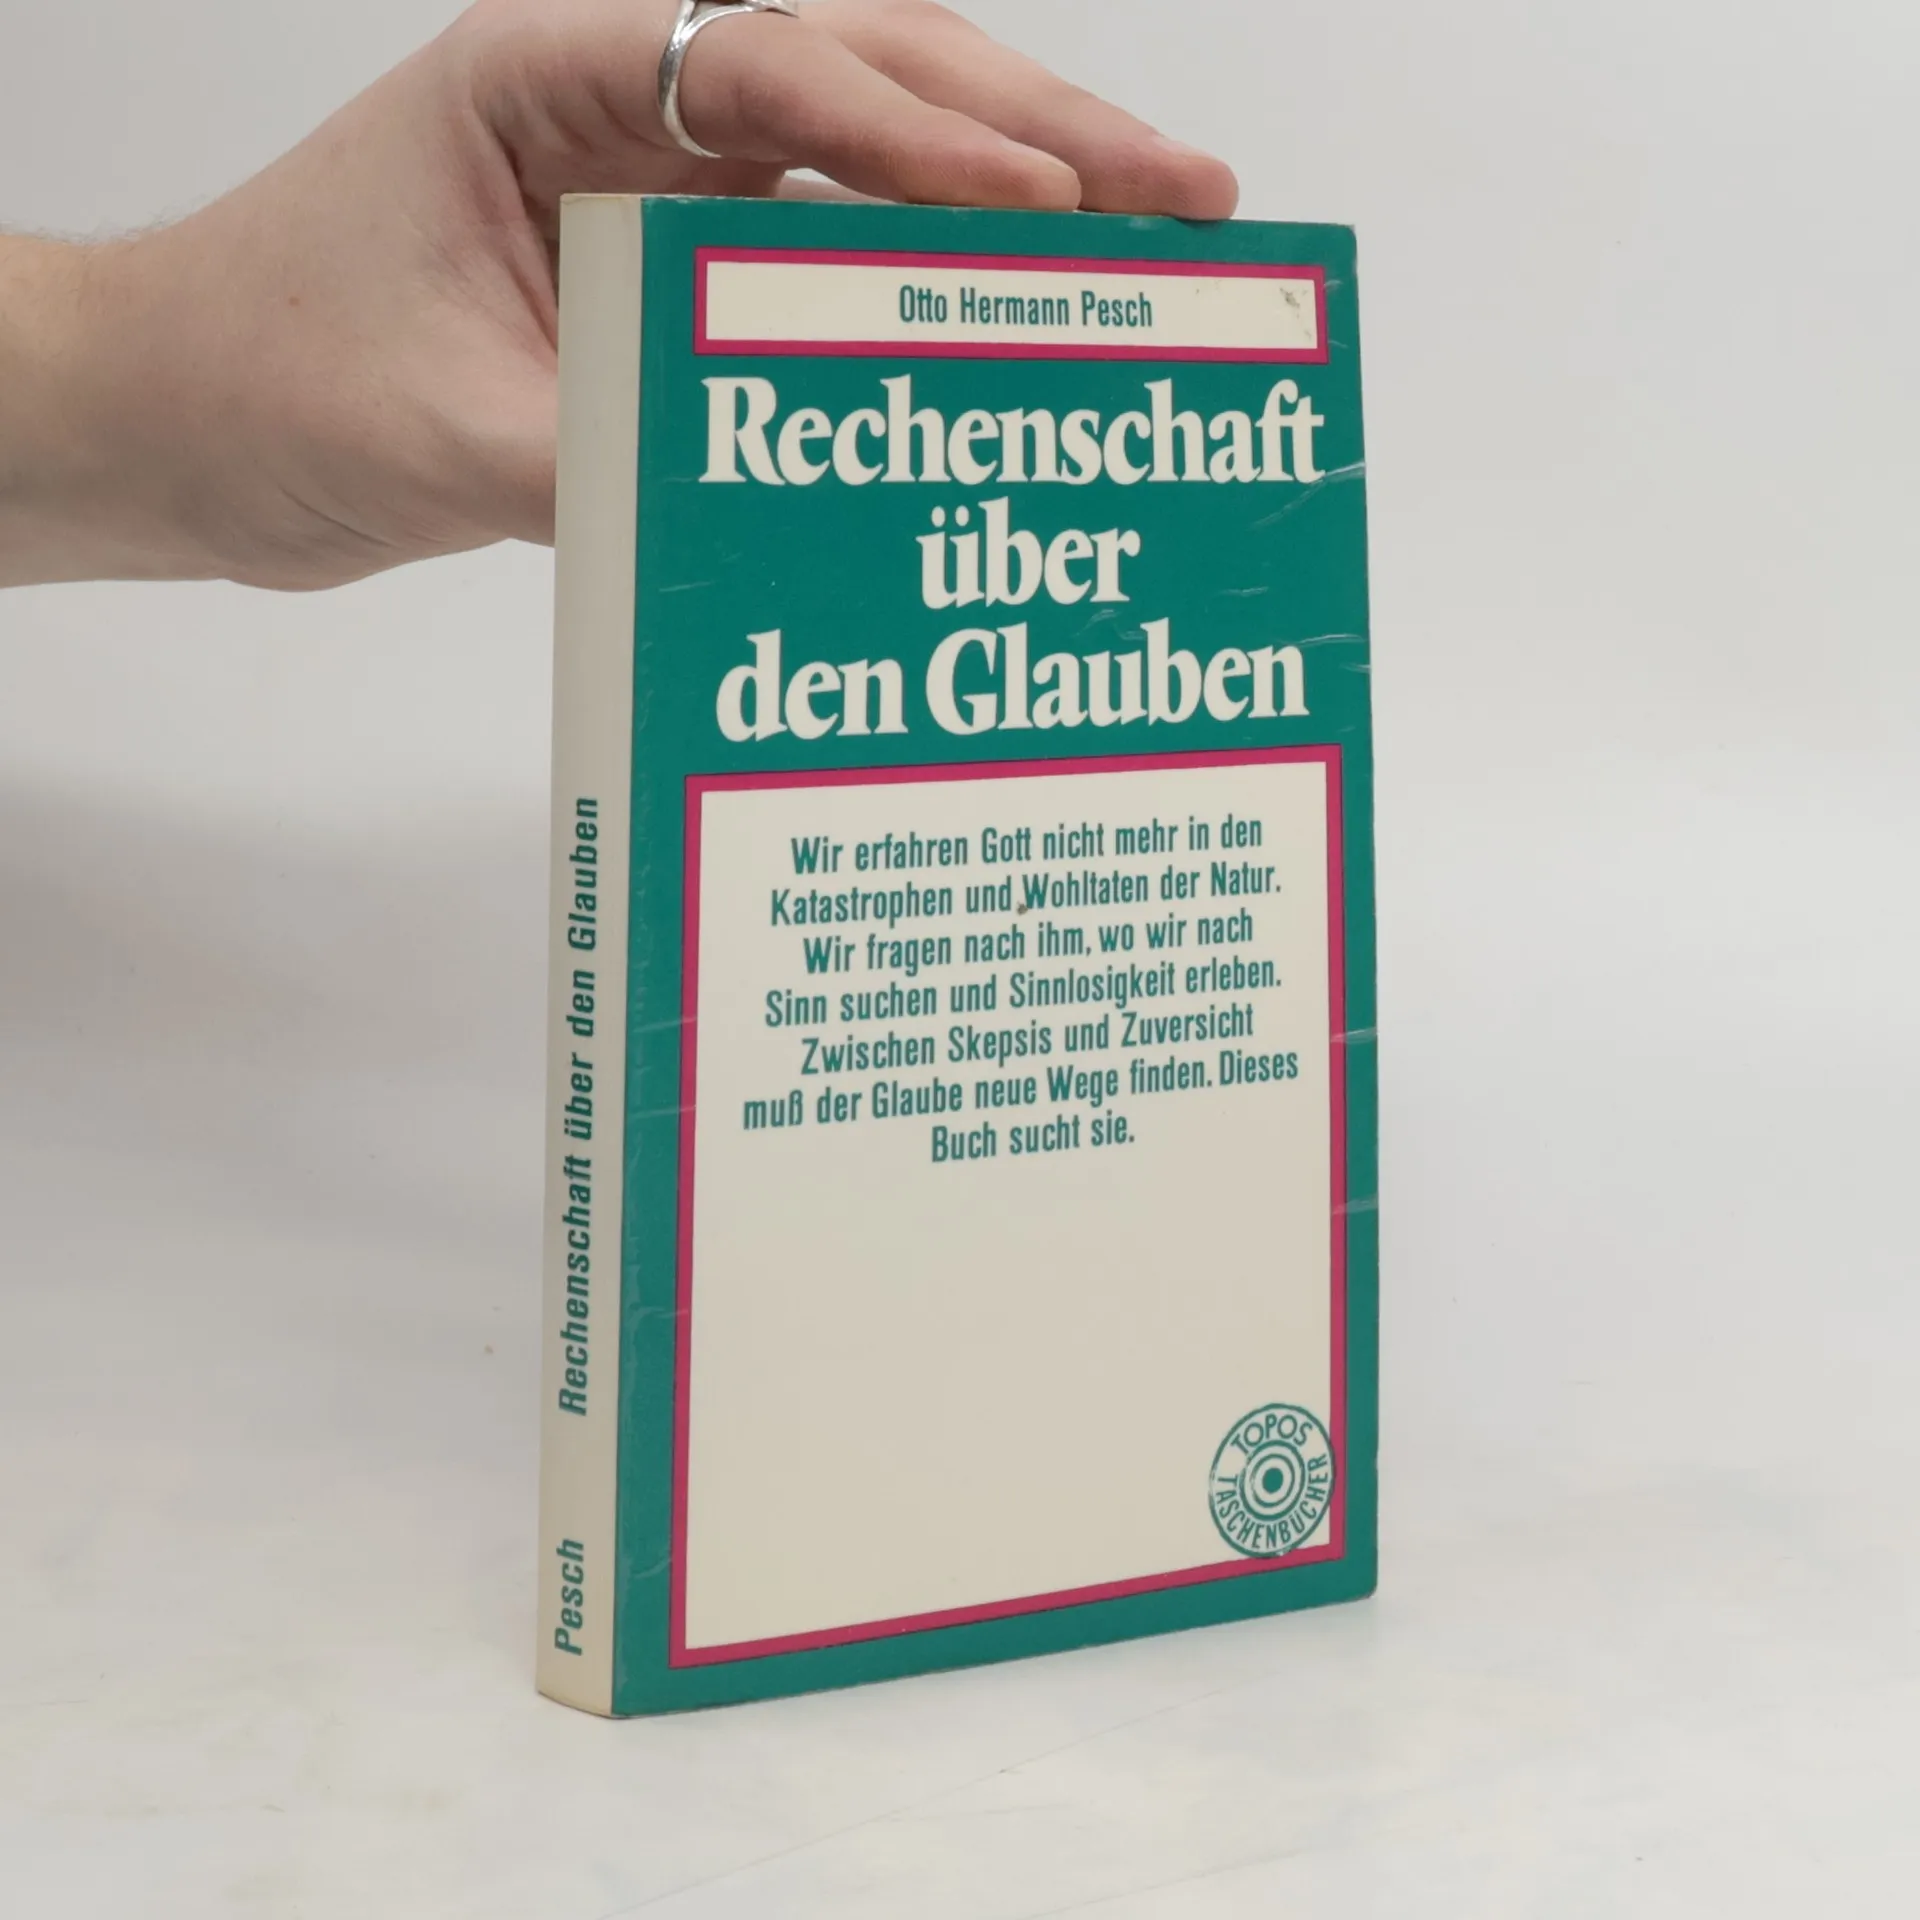 Otto Hermann Pesch
Rechenschaft
über
den Glauben
Wir erfahren Gott nicht mehr in den
Katastrophen und Wohltaten der Natur.
Wir fragen nach ihm, wo wir nach
Sinn suchen und Sinnlosigkeit erleben.
Zwischen Skepsis und Zuversicht
muß der Glaube neue Wege finden. Dieses
Buch sucht sie.
TOPOS
TASCHENBÜCHER
Pesch Rechenschaft über den Glauben